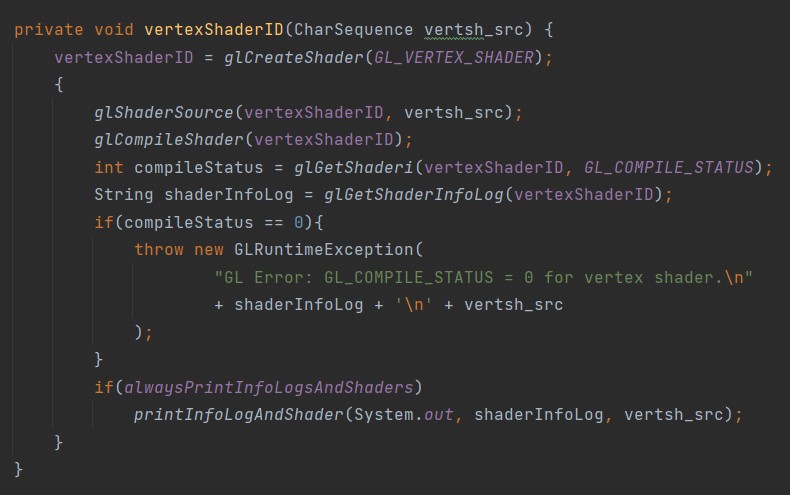 private void vertexShaderID(CharSequence vertsh_src) {
    vertexShaderID = glCreateShader(GL_VERTEX_SHADER);
    {
        glShaderSource(vertexShaderID, vertsh_src);
        glCompileShader(vertexShaderID);
        int compileStatus = glGetShaderi(vertexShaderID, GL_COMPILE_STATUS);
        String shaderInfoLog = glGetShaderInfoLog(vertexShaderID);
        if(compileStatus == 0){
            throw new GLRuntimeException(
                    "GL Error: GL_COMPILE_STATUS = 0 for vertex shader.\n"
                    + shaderInfoLog + '\n' + vertsh_src
            );
        }
        if(alwaysPrintInfoLogsAndShaders)
            printInfoLogAndShader(System.out, shaderInfoLog, vertsh_src);
    }
}